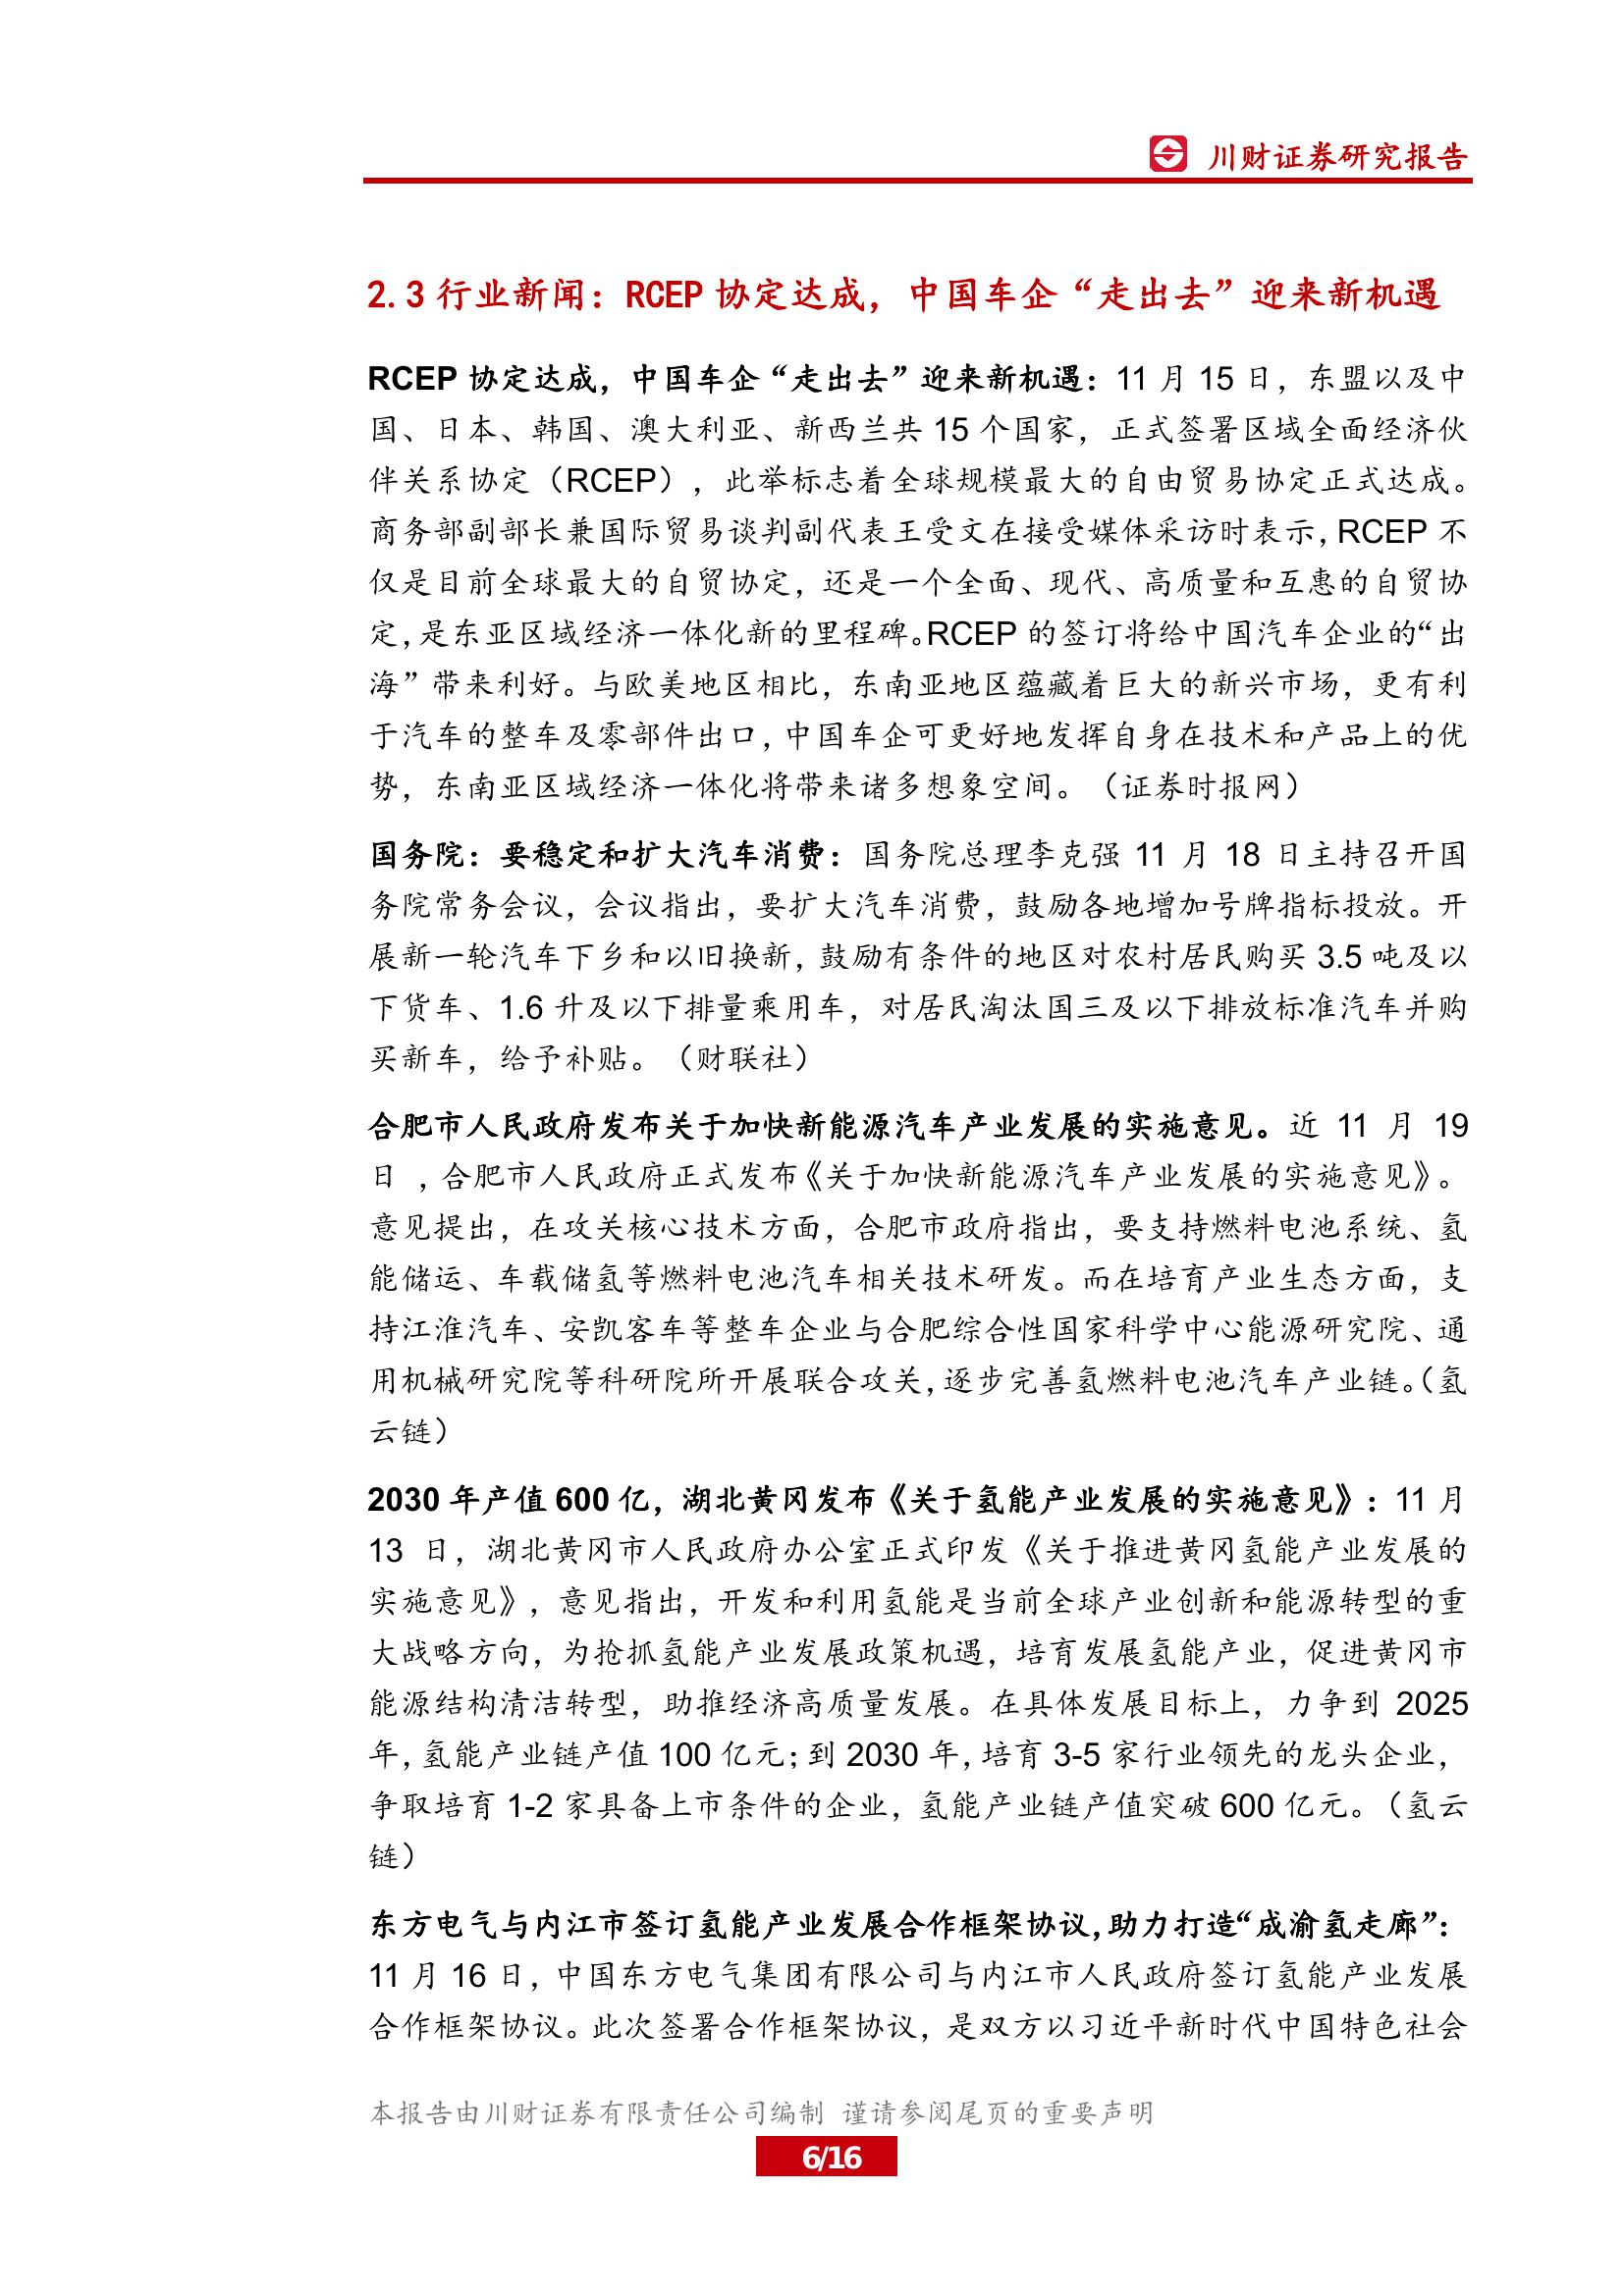 川财证券研究报告
2.3 行业新闻：RCEP 协定达成，中国车企“走出去”迎来新机遇
RCEP 协定达成，中国车企“走出去”迎来新机遇：11 月 15 日，东盟以及中
国、日本、韩国、澳大利亚、新西兰共 15 个国家，正式签署区域全面经济伙
伴关系协定（RCEP），此举标志着全球规模最大的自由贸易协定正式达成。
商务部副部长兼国际贸易谈判副代表王受文在接受媒体采访时表示，RCEP 不
仅是目前全球最大的自贸协定，还是一个全面、现代、高质量和互惠的自贸协
定，是东亚区域经济一体化新的里程碑。RCEP 的签订将给中国汽车企业的“出
海”带来利好。与欧美地区相比，东南亚地区蕴藏着巨大的新兴市场，更有利
于汽车的整车及零部件出口，中国车企可更好地发挥自身在技术和产品上的优
势，东南亚区域经济一体化将带来诸多想象空间。（证券时报网）
国务院：要稳定和扩大汽车消费：国务院总理李克强 11 月 18 日主持召开国
务院常务会议，会议指出，要扩大汽车消费，鼓励各地增加号牌指标投放。开
展新一轮汽车下乡和以旧换新，鼓励有条件的地区对农村居民购买 3.5 吨及以
下货车、1.6 升及以下排量乘用车，对居民淘汰国三及以下排放标准汽车并购
买新车，给予补贴。（财联社）
合肥市人民政府发布关于加快新能源汽车产业发展的实施意见。近 11 月 19
日 ，合肥市人民政府正式发布《关于加快新能源汽车产业发展的实施意见》。
意见提出，在攻关核心技术方面，合肥市政府指出，要支持燃料电池系统、氢
能储运、车载储氢等燃料电池汽车相关技术研发。而在培育产业生态方面，支
持江淮汽车、安凯客车等整车企业与合肥综合性国家科学中心能源研究院、通
用机械研究院等科研院所开展联合攻关，逐步完善氢燃料电池汽车产业链。（氢
云链）
2030 年产值 600 亿，湖北黄冈发布《关于氢能产业发展的实施意见》：11 月
13 日，湖北黄冈市人民政府办公室正式印发《关于推进黄冈氢能产业发展的
实施意见》，意见指出，开发和利用氢能是当前全球产业创新和能源转型的重
大战略方向，为抢抓氢能产业发展政策机遇，培育发展氢能产业，促进黄冈市
能源结构清洁转型，助推经济高质量发展。在具体发展目标上，力争到 2025
年，氢能产业链产值 100 亿元；到 2030 年，培育 3-5 家行业领先的龙头企业，
争取培育 1-2 家具备上市条件的企业，氢能产业链产值突破 600 亿元。（氢云
链）
东方电气与内江市签订氢能产业发展合作框架协议，助力打造“成渝氢走廊”：
11 月 16 日，中国东方电气集团有限公司与内江市人民政府签订氢能产业发展
合作框架协议。此次签署合作框架协议，是双方以习近平新时代中国特色社会
本报告由川财证券有限责任公司编制 谨请参阅尾页的重要声明
6/16